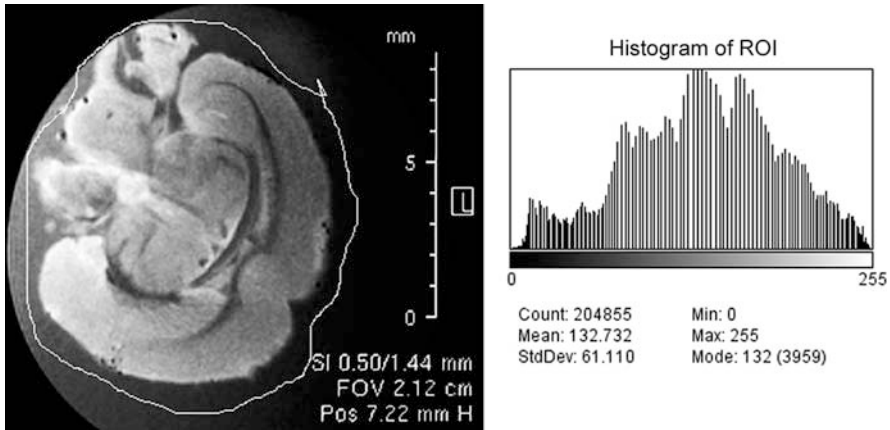 mm
5
L
0
SI 0.50/1.44 mm
FOV 2.12 cm
Pos 7.22 mm H
Histogram of ROI
0 255
Count: 204855 Min: 0
Mean: 132.732 Max: 255
StdDev: 61.110 Mode: 132 (3959)